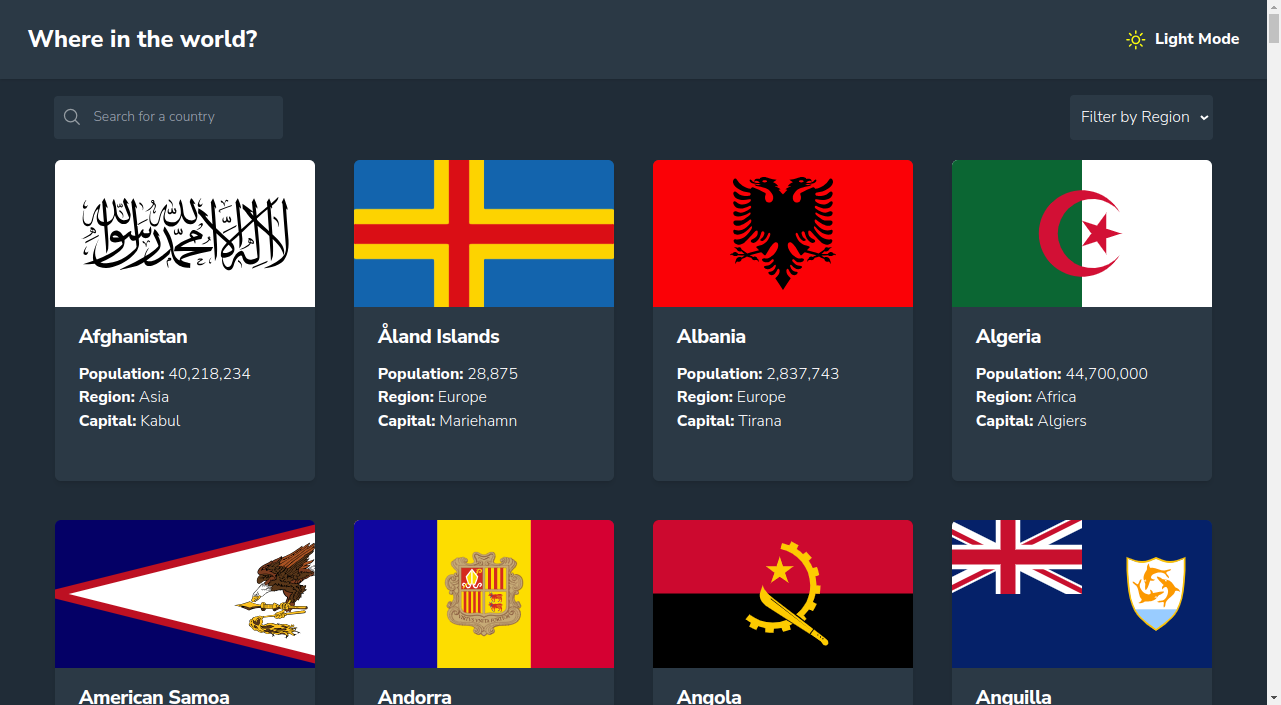 Where in the world?
Light Mode
Search for a country
Filter by Region
لا إله إلا الله محمد رسول الله
Afghanistan
Population: 40,218,234
Region: Asia
Capital: Kabul
Åland Islands
Population: 28,875
Region: Europe
Capital: Mariehamn
Albania
Population: 2,837,743
Region: Europe
Capital: Tirana
Algeria
Population: 44,700,000
Region: Africa
Capital: Algiers
American Samoa
Andorra
Angola
Anguilla